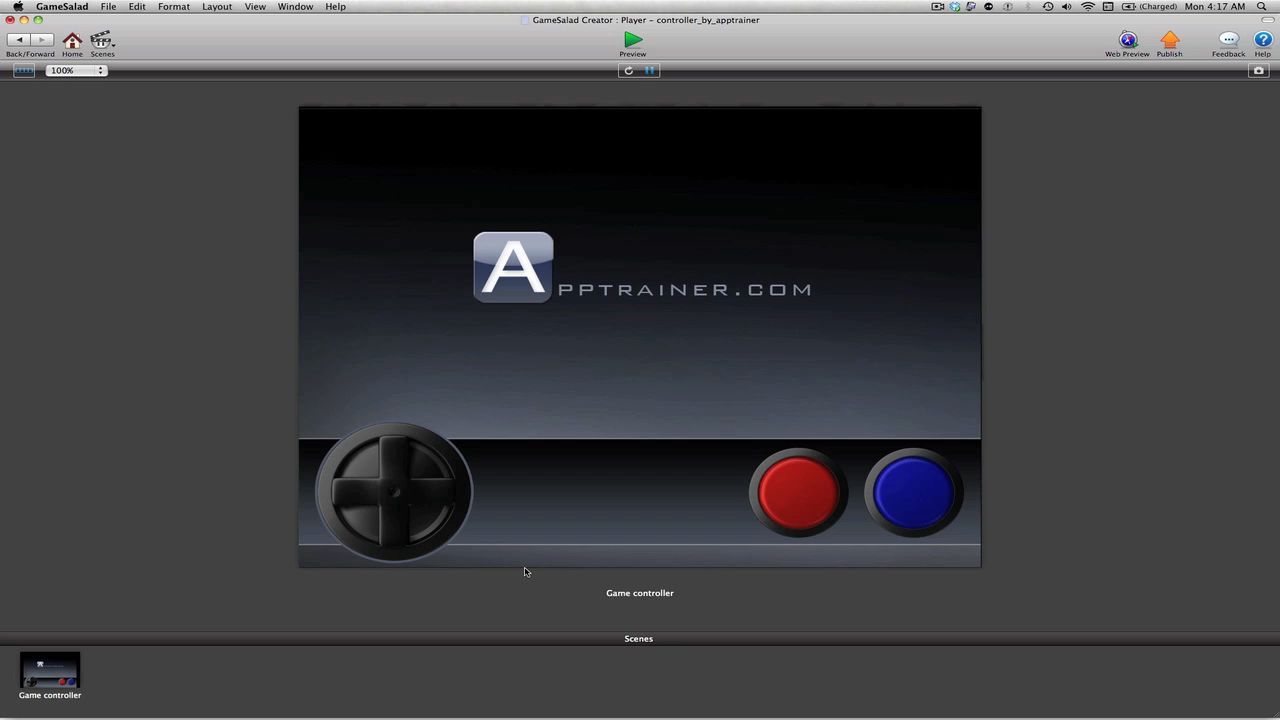 GameSalad File Edit Format Layout View Window Help (Charged) Mon 4:17 AM
GameSalad Creator : Player – controller_by_apptrainer
Back/Forward Home Scenes Preview Web Preview Publish Feedback Help
100%
APPTRAINER.COM
Game controller
Scenes
Game controller